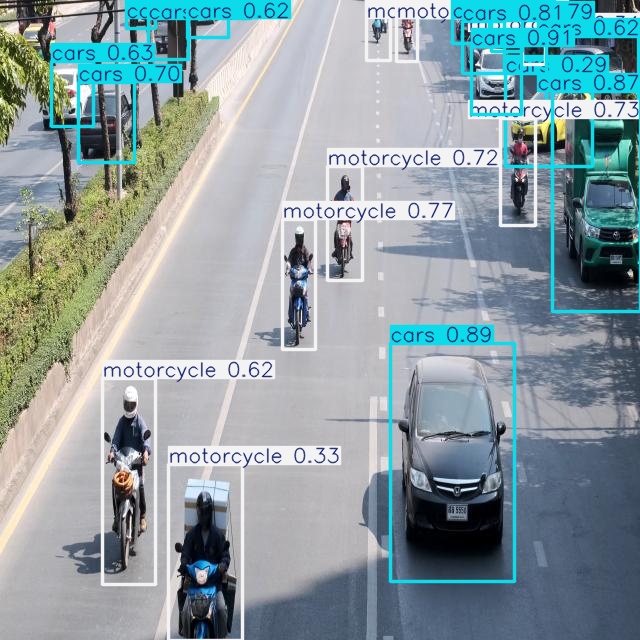 cars 0.62
cars 0.81
79
0.62
cars 0.63
0.91
cars 0.70
0.29
cars 0.87
motorcycle 0.73
motorcycle 0.72
motorcycle 0.77
cars 0.89
motorcycle 0.62
motorcycle 0.33